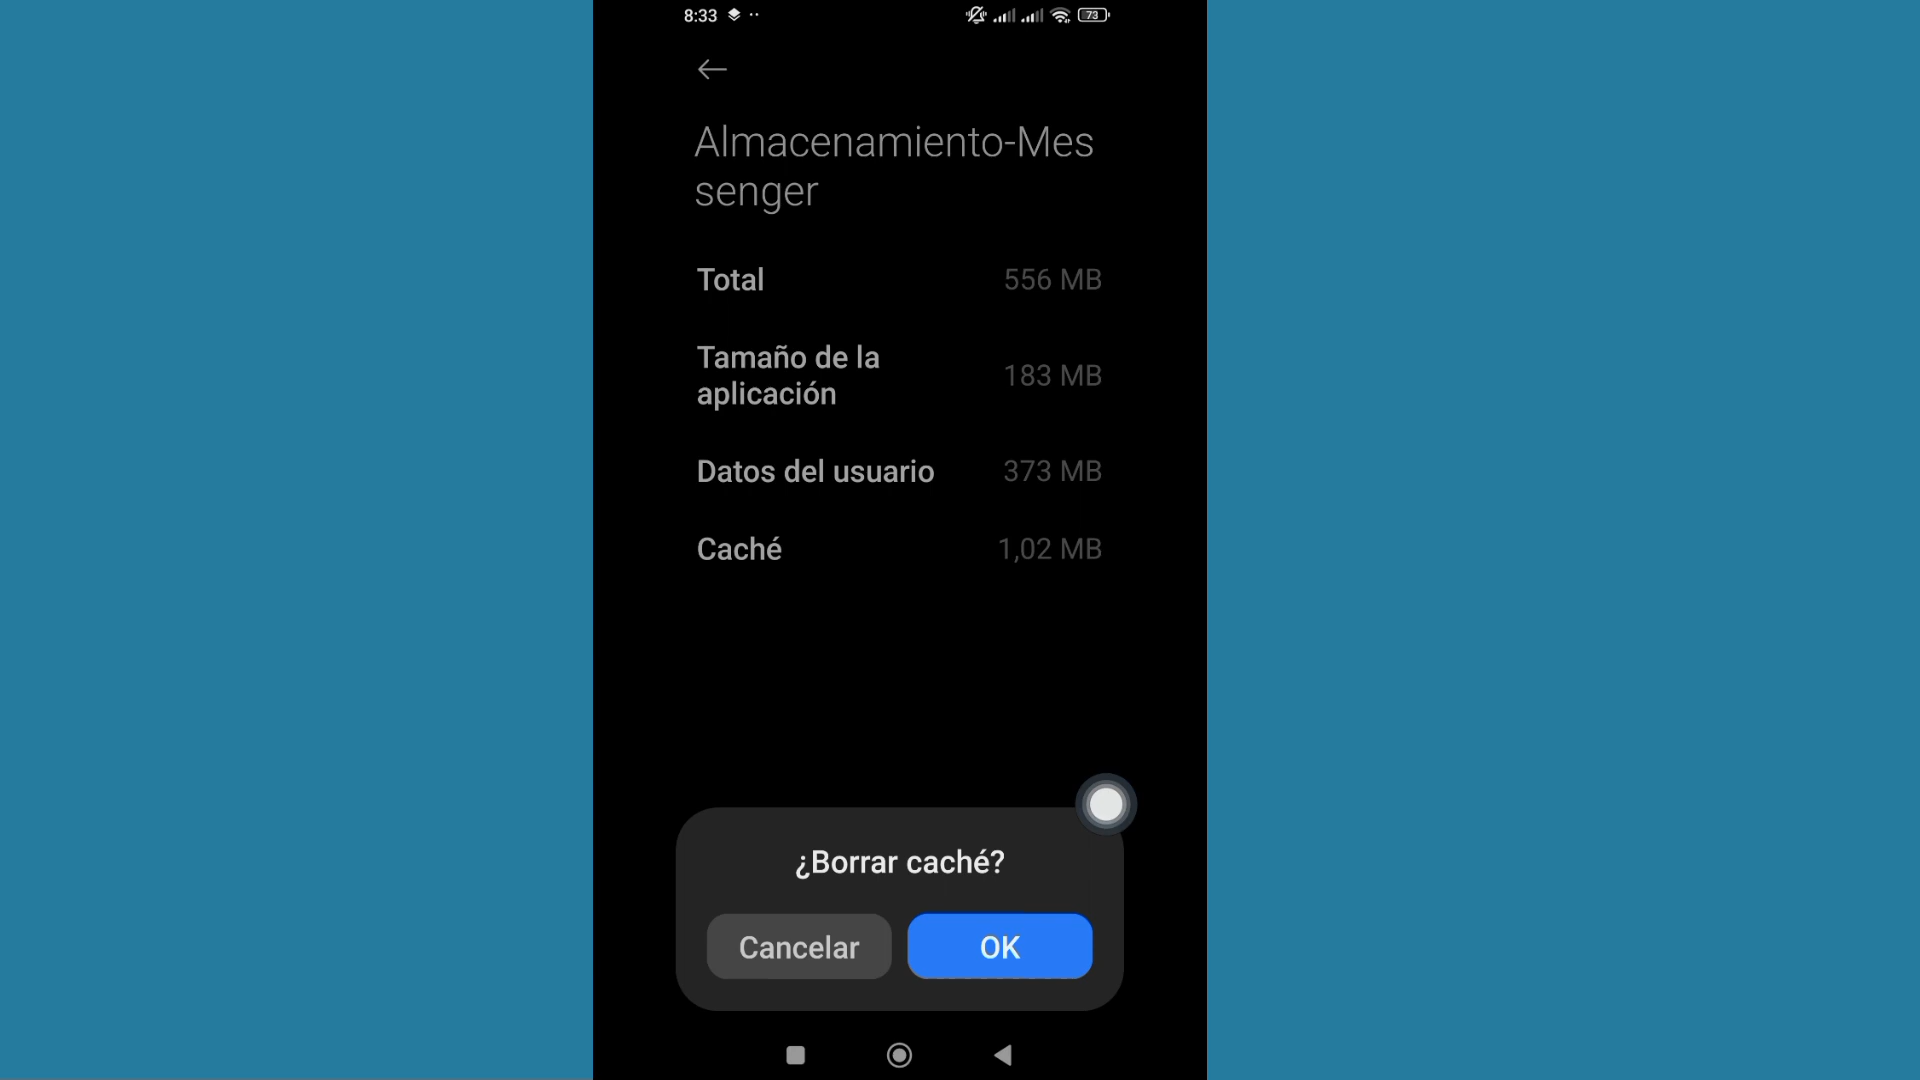 8:33
73
Almacenamiento-Mes
senger
Total 556 MB
Tamaño de la
aplicación 183 MB
Datos del usuario 373 MB
Caché 1,02 MB
¿Borrar caché?
Cancelar OK